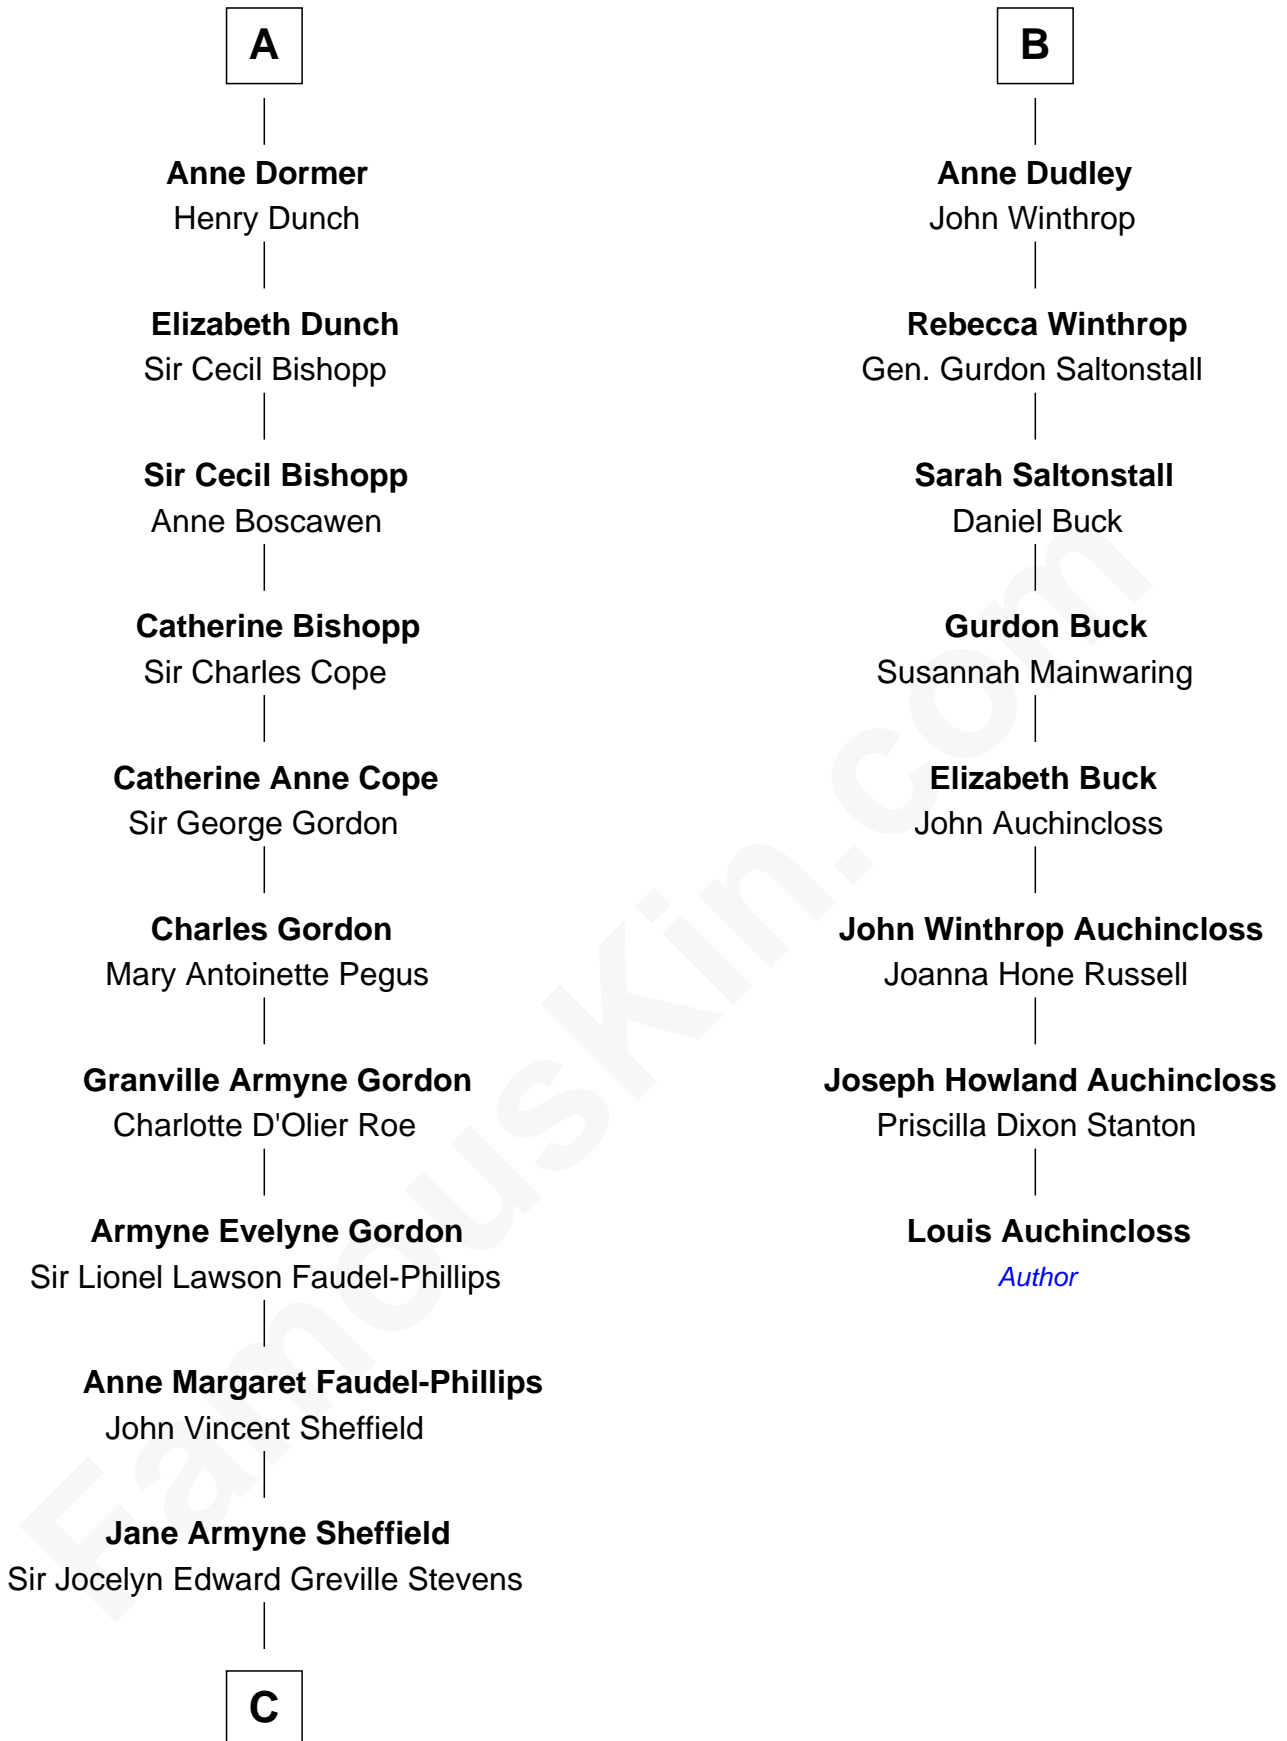 A
Anne Dormer
Henry Dunch
Elizabeth Dunch
Sir Cecil Bishopp
Sir Cecil Bishopp
Anne Boscawen
Catherine Bishopp
Sir Charles Cope
Catherine Anne Cope
Sir George Gordon
Charles Gordon
Mary Antoinette Pegus
Granville Armyne Gordon
Charlotte D'Olier Roe
Armyne Evelyne Gordon
Sir Lionel Lawson Faudel-Phillips
Anne Margaret Faudel-Phillips
John Vincent Sheffield
Jane Armyne Sheffield
Sir Jocelyn Edward Greville Stevens
C
B
Anne Dudley
John Winthrop
Rebecca Winthrop
Gen. Gurdon Saltonstall
Sarah Saltonstall
Daniel Buck
Gurdon Buck
Susannah Mainwaring
Elizabeth Buck
John Auchincloss
John Winthrop Auchincloss
Joanna Hone Russell
Joseph Howland Auchincloss
Priscilla Dixon Stanton
Louis Auchincloss
Author
FamousKin.com